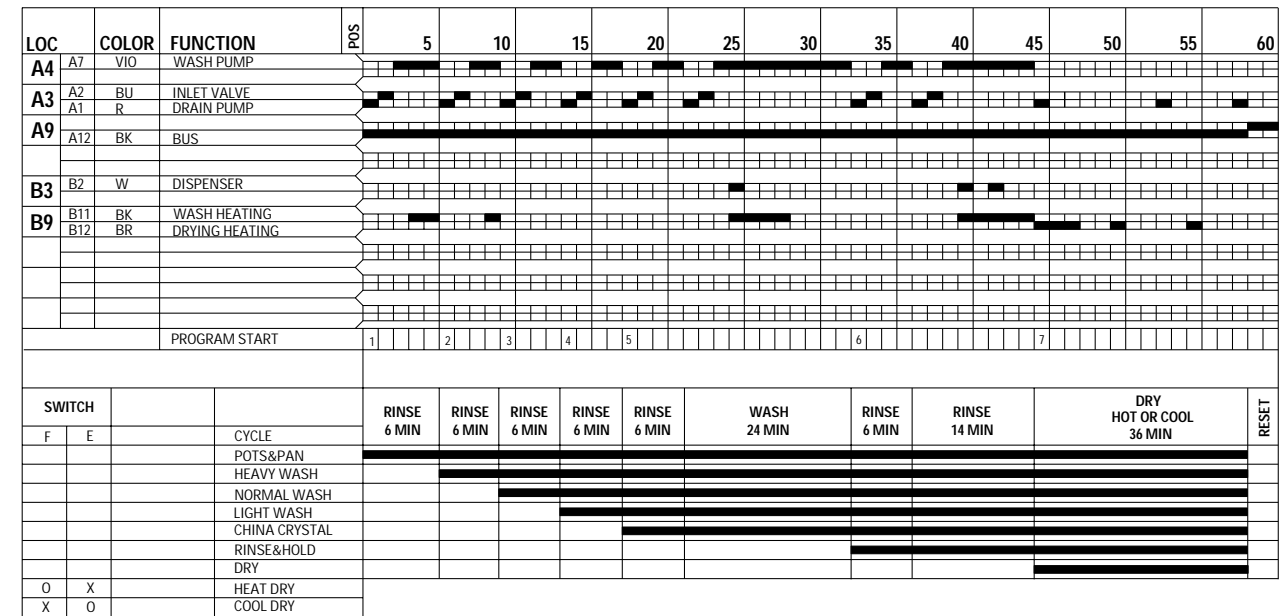 LOC COLOR FUNCTION POS 5 10 15 20 25 30 35 40 45 50 55 60
A4 A7 VIO WASH PUMP
A3 A2 BU INLET VALVE
A1 R DRAIN PUMP
A9 A12 BK BUS
B3 B2 W DISPENSER
B9 B11 BK WASH HEATING
B12 BR DRYING HEATING
PROGRAM START 1 2 3 4 5 6 7
SWITCH
RINSE 6 MIN RINSE 6 MIN RINSE 6 MIN RINSE 6 MIN RINSE 6 MIN WASH 24 MIN RINSE 6 MIN RINSE 14 MIN DRY HOT OR COOL 36 MIN RESET
F E CYCLE
POTS&PAN
HEAVY WASH
NORMAL WASH
LIGHT WASH
CHINA CRYSTAL
RINSE&HOLD
DRY
O X HEAT DRY
X O COOL DRY